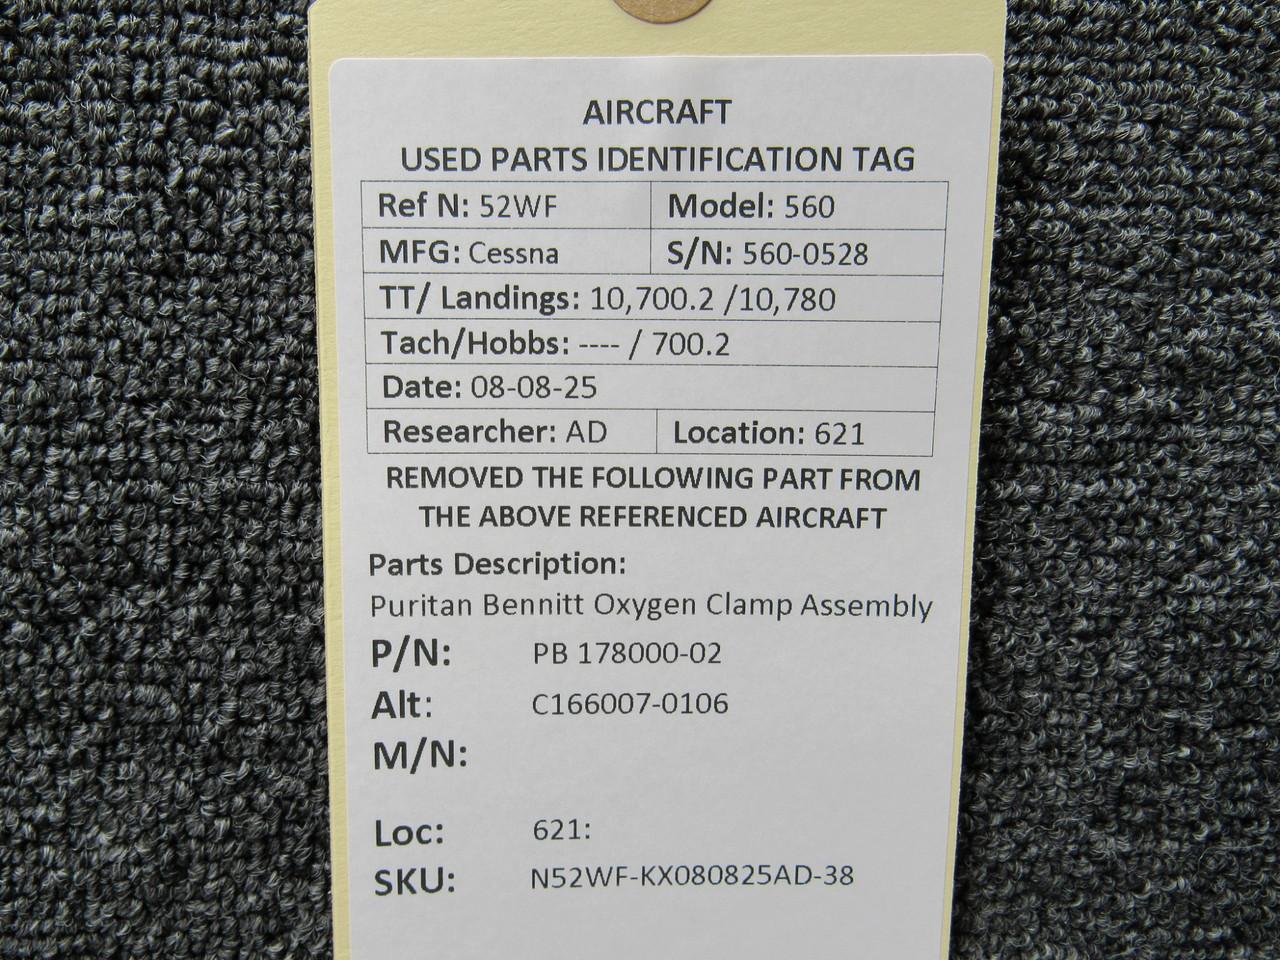 AIRCRAFT
USED PARTS IDENTIFICATION TAG
Ref N: 52WF Model: 560
MFG: Cessna S/N: 560-0528
TT/ Landings: 10,700.2 /10,780
Tach/Hobbs: ---- / 700.2
Date: 08-08-25
Researcher: AD Location: 621
REMOVED THE FOLLOWING PART FROM
THE ABOVE REFERENCED AIRCRAFT
Parts Description:
Puritan Bennitt Oxygen Clamp Assembly
P/N: PB 178000-02
Alt: C166007-0106
M/N:
Loc: 621:
SKU: N52WF-KX080825AD-38